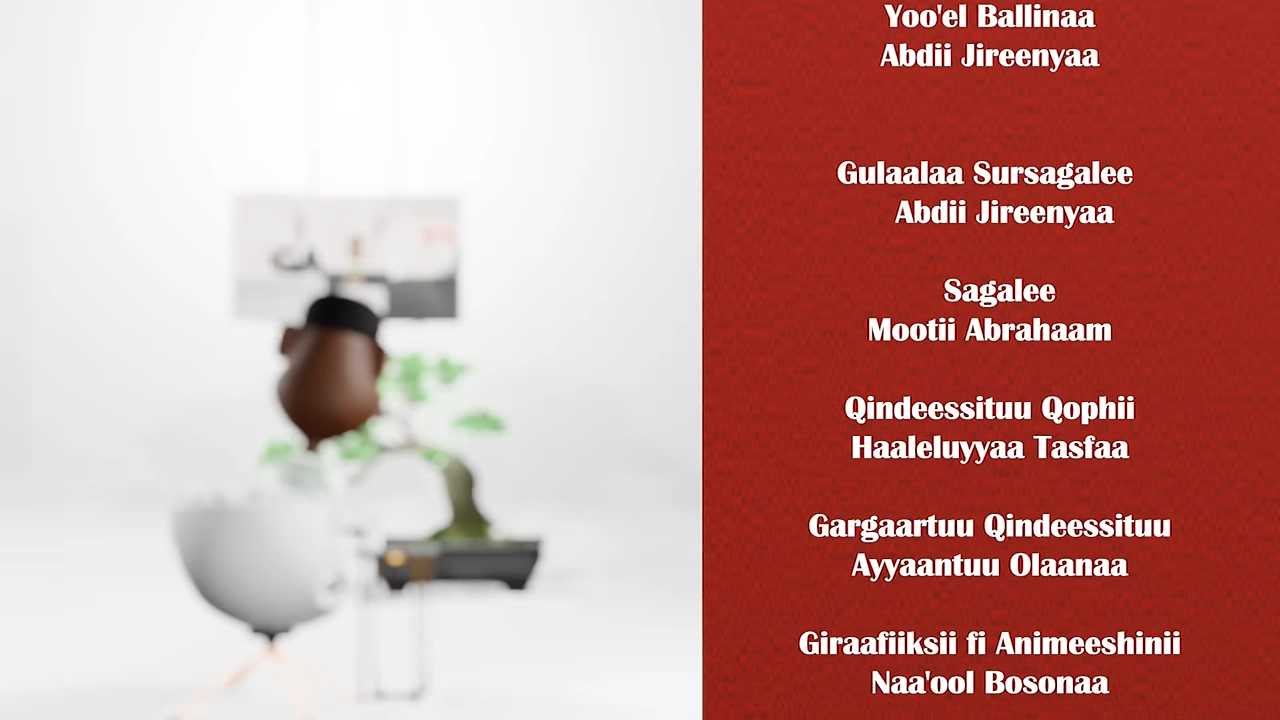 Yoo'el Ballinaa
Abdii Jireenyaa
Gulaalaa Sursagalee
Abdii Jireenyaa
Sagalee
Mootii Abrahaam
Qindeessituu Qophii
Haaleluyyaa Tasfaa
Gargaartuu Qindeessituu
Ayyaantuu Olaanaa
Giraafiiksii fi Animeeshinii
Naa'ool Bosonaa